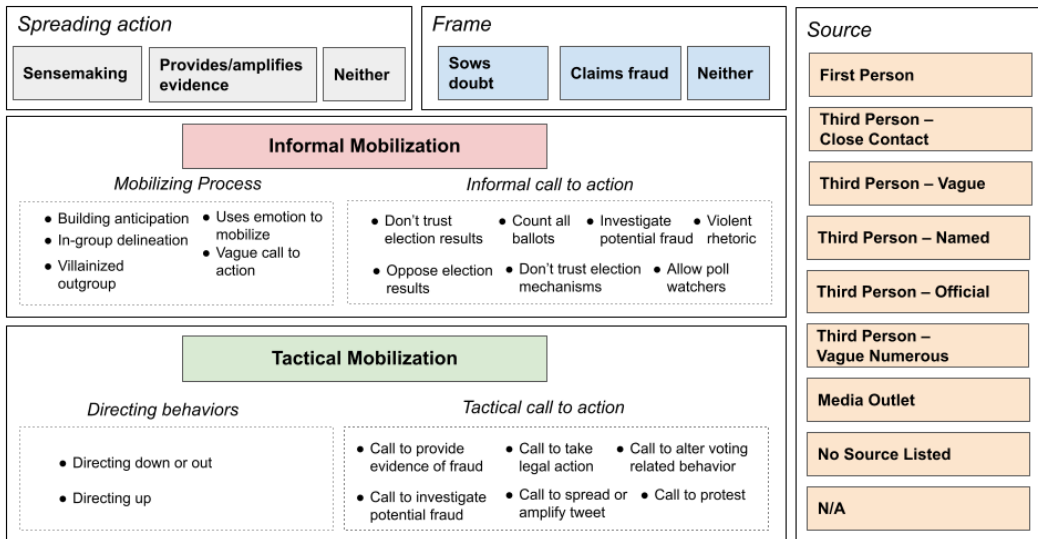 Spreading action
Sensemaking
Provides/amplifies
evidence
Neither
Frame
Sows
doubt
Claims fraud
Neither
Informal Mobilization
Mobilizing Process
● Building anticipation
● In-group delineation
● Villainized
outgroup
● Uses emotion to
mobilize
● Vague call to
action
Informal call to action
● Don’t trust
election results
● Count all
ballots
● Investigate
potential fraud
● Violent
rhetoric
● Oppose election
results
● Don’t trust election
mechanisms
● Allow poll
watchers
Tactical Mobilization
Directing behaviors
● Directing down or out
● Directing up
Tactical call to action
● Call to provide
evidence of fraud
● Call to take
legal action
● Call to alter voting
related behavior
● Call to investigate
potential fraud
● Call to spread or
amplify tweet
● Call to protest
Source
First Person
Third Person –
Close Contact
Third Person – Vague
Third Person – Named
Third Person – Official
Third Person –
Vague Numerous
Media Outlet
No Source Listed
N/A